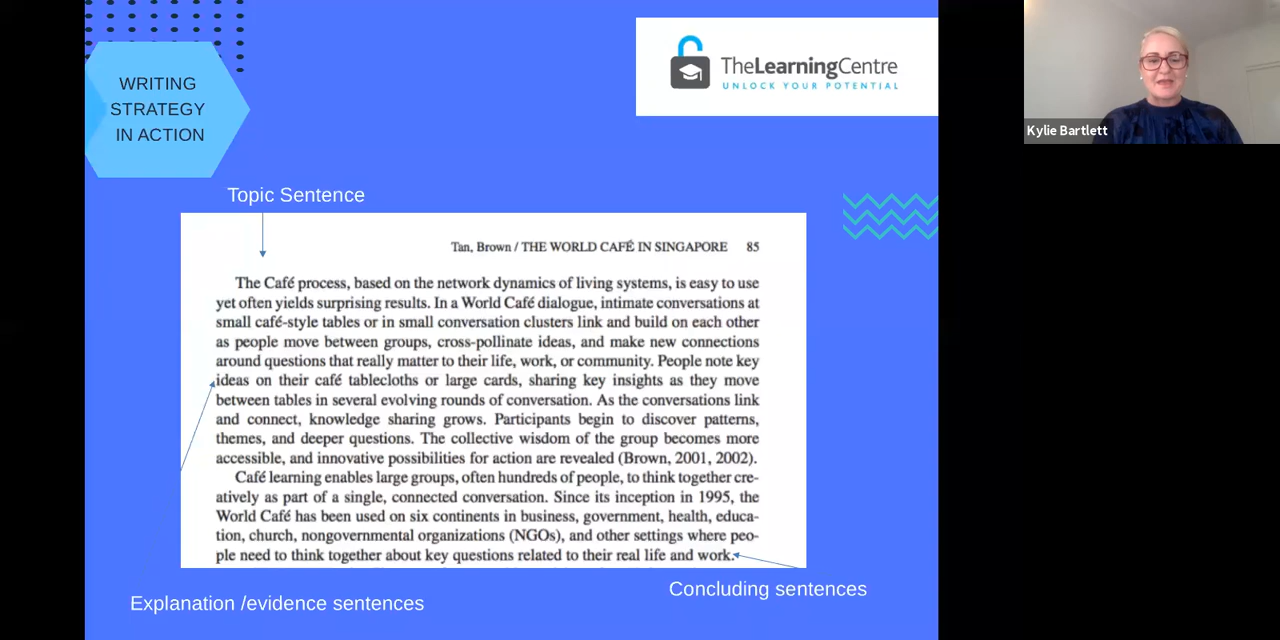 WRITING
STRATEGY
IN ACTION
TheLearningCentre
UNLOCK YOUR POTENTIAL
Kylie Bartlett
Topic Sentence
Tan, Brown / THE WORLD CAFÉ IN SINGAPORE 85
The Café process, based on the network dynamics of living systems, is easy to use
yet often yields surprising results. In a World Café dialogue, intimate conversations at
small café-style tables or in small conversation clusters link and build on each other
as people move between groups, cross-pollinate ideas, and make new connections
around questions that really matter to their life, work, or community. People note key
ideas on their café tablecloths or large cards, sharing key insights as they move
between tables in several evolving rounds of conversation. As the conversations link
and connect, knowledge sharing grows. Participants begin to discover patterns,
themes, and deeper questions. The collective wisdom of the group becomes more
accessible, and innovative possibilities for action are revealed (Brown, 2001, 2002).
Café learning enables large groups, often hundreds of people, to think together cre-
atively as part of a single, connected conversation. Since its inception in 1995, the
World Café has been used on six continents in business, government, health, educa-
tion, church, nongovernmental organizations (NGOs), and other settings where peo-
ple need to think together about key questions related to their real life and work.
Concluding sentences
Explanation /evidence sentences